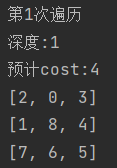 第1次遍历
深度:1
预计cost:4
[2, 0, 3]
[1, 8, 4]
[7, 6, 5]